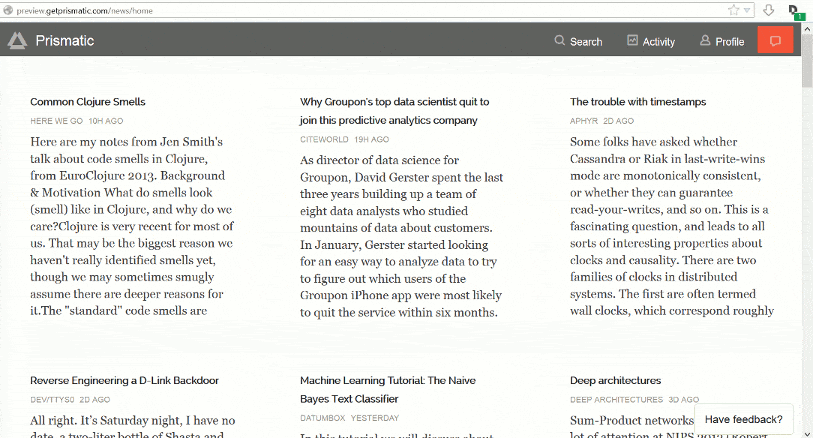 preview.getprismatic.com/news/home
1
Prismatic
Search
Activity
Profile
Common Clojure Smells
HERE WE GO 10H AGO
Here are my notes from Jen Smith's
talk about code smells in Clojure,
from EuroClojure 2013. Background
& Motivation What do smells look
(smell) like in Clojure, and why do we
care?Clojure is very recent for most of
us. That may be the biggest reason we
haven't really identified smells yet,
though we may sometimes smugly
assume there are deeper reasons for
it.The "standard" code smells are
Why Groupon's top data scientist quit to
join this predictive analytics company
CITEWORLD 19H AGO
As director of data science for
Groupon, David Gerster spent the last
three years building up a team of
eight data analysts who studied
mountains of data about customers.
In January, Gerster started looking
for an easy way to analyze data to try
to figure out which users of the
Groupon iPhone app were most likely
to quit the service within six months.
The trouble with timestamps
APHYR 2D AGO
Some folks have asked whether
Cassandra or Riak in last-write-wins
mode are monotonically consistent,
or whether they can guarantee
read-your-writes, and so on. This is a
fascinating question, and leads to all
sorts of interesting properties about
clocks and causality. There are two
families of clocks in distributed
systems. The first are often termed
wall clocks, which correspond roughly
Reverse Engineering a D-Link Backdoor
DEV/TTYS0 2D AGO
All right. It's Saturday night, I have no
date, a two-liter bottle of Shasta and
Machine Learning Tutorial: The Naive
Bayes Text Classifier
DATUMBOX YESTERDAY
In this tutorial we will discuss about
Deep architectures
DEEP ARCHITECTURES 3D AGO
Sum-Product networks
lot of attention at NIPS 2012
Have feedback?